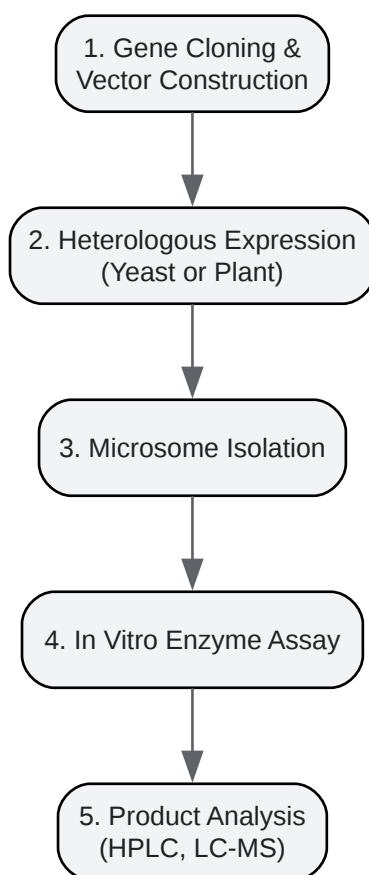 1. Gene Cloning &
Vector Construction
2. Heterologous Expression
(Yeast or Plant)
3. Microsome Isolation
4. In Vitro Enzyme Assay
5. Product Analysis
(HPLC, LC-MS)